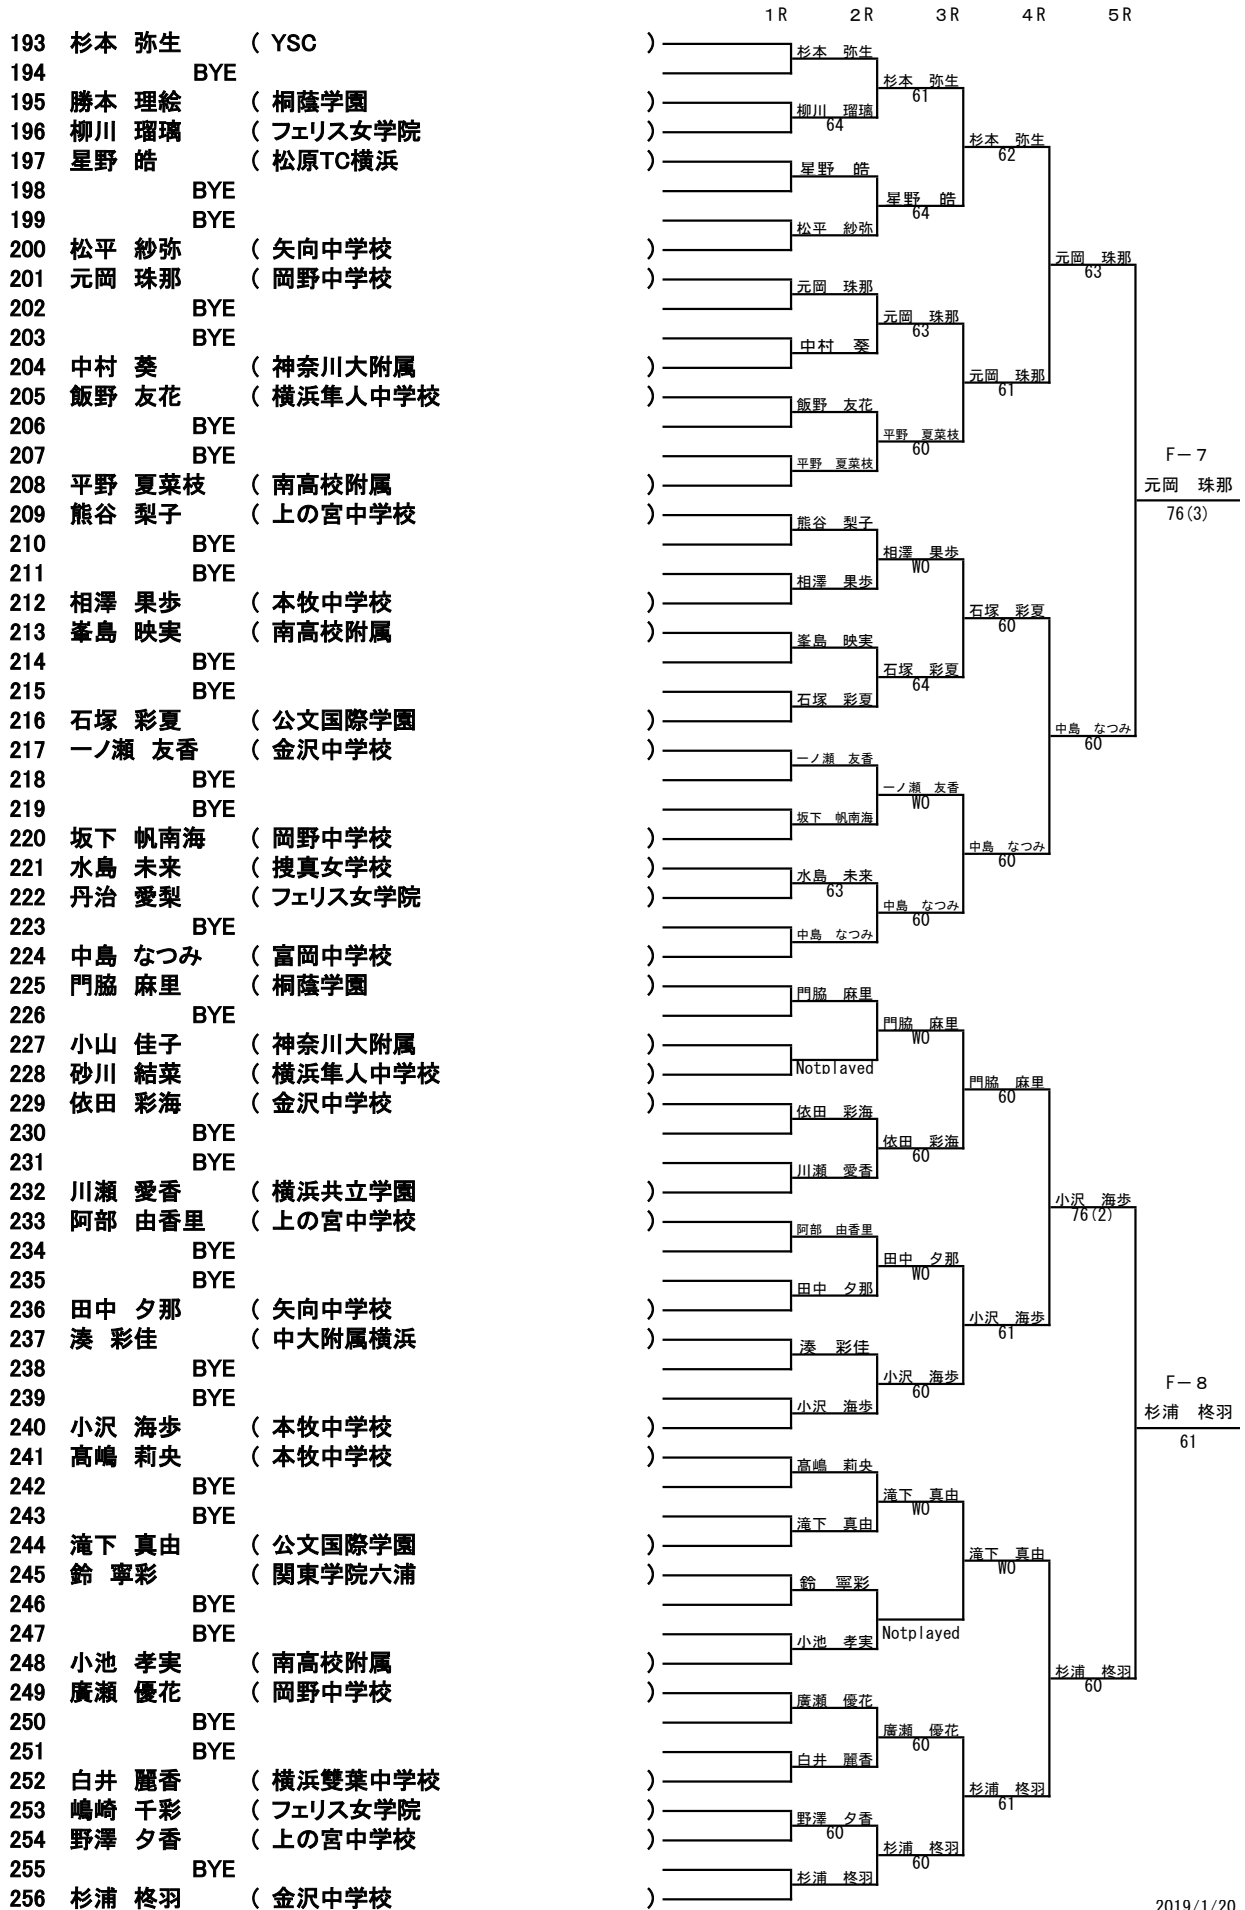 1R 2R 3R 4R 5R
193 杉本 弥生 ( YSC )
194 BYE
195 勝本 理絵 ( 桐蔭学園 )
196 柳川 瑠璃 ( フェリス女学院 )
197 星野 皓 ( 松原TC横浜 )
198 BYE
199 BYE
200 松平 紗弥 ( 矢向中学校 )
201 元岡 珠那 ( 岡野中学校 )
202 BYE
203 BYE
204 中村 葵 ( 神奈川大附属 )
205 飯野 友花 ( 横浜隼人中学校 )
206 BYE
207 BYE
208 平野 夏菜枝 ( 南高校附属 )
209 熊谷 梨子 ( 上の宮中学校 )
210 BYE
211 BYE
212 相澤 果歩 ( 本牧中学校 )
213 峯島 映実 ( 南高校附属 )
214 BYE
215 BYE
216 石塚 彩夏 ( 公文国際学園 )
217 一ノ瀬 友香 ( 金沢中学校 )
218 BYE
219 BYE
220 坂下 帆南海 ( 岡野中学校 )
221 水島 未来 ( 捜真女学校 )
222 丹治 愛梨 ( フェリス女学院 )
223 BYE
224 中島 なつみ ( 富岡中学校 )
225 門脇 麻里 ( 桐蔭学園 )
226 BYE
227 小山 佳子 ( 神奈川大附属 )
228 砂川 結菜 ( 横浜隼人中学校 )
229 依田 彩海 ( 金沢中学校 )
230 BYE
231 BYE
232 川瀬 愛香 ( 横浜共立学園 )
233 阿部 由香里 ( 上の宮中学校 )
234 BYE
235 BYE
236 田中 夕那 ( 矢向中学校 )
237 湊 彩佳 ( 中大附属横浜 )
238 BYE
239 BYE
240 小沢 海歩 ( 本牧中学校 )
241 髙嶋 莉央 ( 本牧中学校 )
242 BYE
243 BYE
244 滝下 真由 ( 公文国際学園 )
245 鈴 寧彩 ( 関東学院六浦 )
246 BYE
247 BYE
248 小池 孝実 ( 南高校附属 )
249 廣瀬 優花 ( 岡野中学校 )
250 BYE
251 BYE
252 白井 麗香 ( 横浜雙葉中学校 )
253 嶋崎 千彩 ( フェリス女学院 )
254 野澤 夕香 ( 上の宮中学校 )
255 BYE
256 杉浦 柊羽 ( 金沢中学校 )
杉本 弥生
柳川 瑠璃
64
星野 皓
松平 紗弥
元岡 珠那
中村 葵
飯野 友花
平野 夏菜枝
熊谷 梨子
相澤 果歩
峯島 映実
石塚 彩夏
一ノ瀬 友香
坂下 帆南海
水島 未来
63
中島 なつみ
門脇 麻里
Notplayed
依田 彩海
川瀬 愛香
阿部 由香里
田中 夕那
湊 彩佳
小沢 海歩
髙嶋 莉央
滝下 真由
鈴 寧彩
小池 孝実
廣瀬 優花
白井 麗香
野澤 夕香
60
杉浦 柊羽
杉本 弥生
61
星野 皓
64
元岡 珠那
63
平野 夏菜枝
60
相澤 果歩
WO
石塚 彩夏
64
一ノ瀬 友香
WO
中島 なつみ
60
門脇 麻里
WO
依田 彩海
60
田中 夕那
WO
小沢 海歩
60
滝下 真由
WO
Notplayed
廣瀬 優花
60
杉浦 柊羽
60
杉本 弥生
62
元岡 珠那
61
石塚 彩夏
60
中島 なつみ
60
門脇 麻里
60
小沢 海歩
61
滝下 真由
WO
杉浦 柊羽
61
元岡 珠那
63
中島 なつみ
60
小沢 海歩
76(2)
杉浦 柊羽
60
F－7
元岡 珠那
76(3)
F－8
杉浦 柊羽
61
2019/1/20